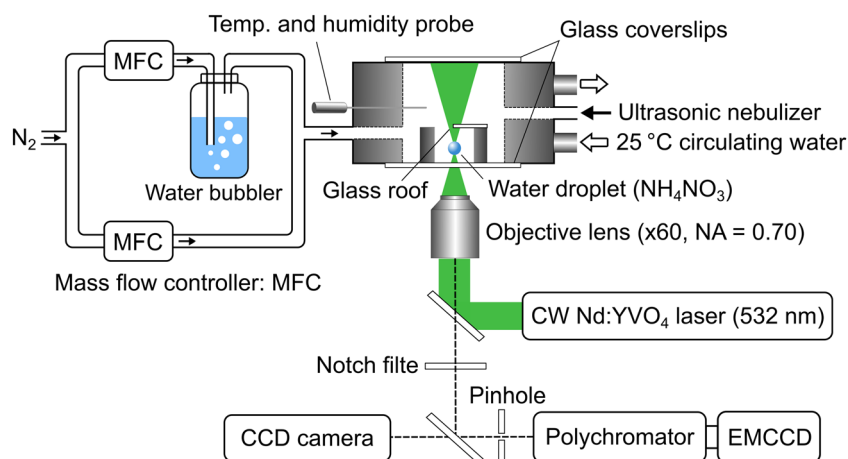 Temp. and humidity probe
Glass coverslips
MFC
N₂
Ultrasonic nebulizer
25 °C circulating water
Water bubbler
Glass roof
Water droplet (NH₄NO₃)
MFC
Objective lens (x60, NA = 0.70)
Mass flow controller: MFC
CW Nd:YVO₄ laser (532 nm)
Notch filte
Pinhole
CCD camera
Polychromator
EMCCD